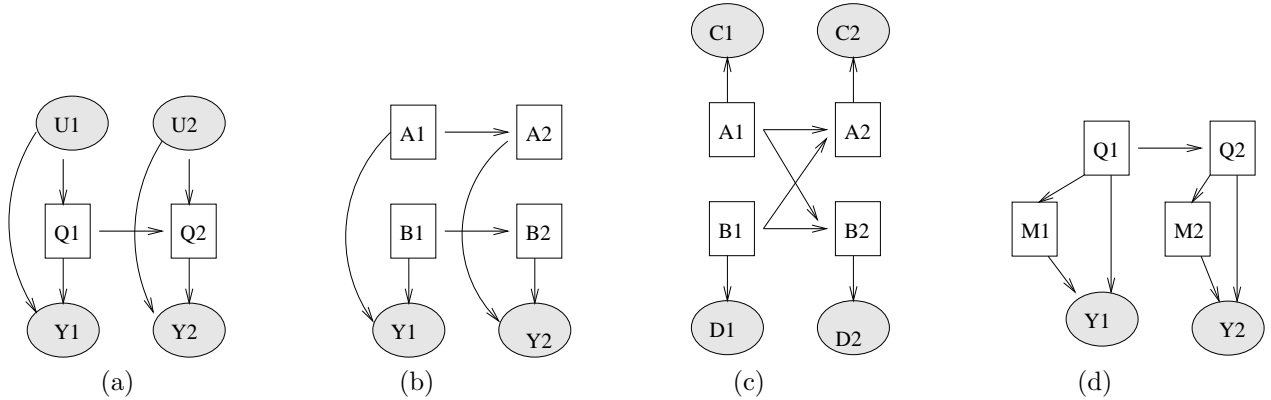 U1 U2
Q1 Q2
Y1 Y2
(a)
A1 A2
B1 B2
Y1 Y2
(b)
C1 C2
A1 A2
B1 B2
D1 D2
(c)
Q1 Q2
M1 M2
Y1 Y2
(d)